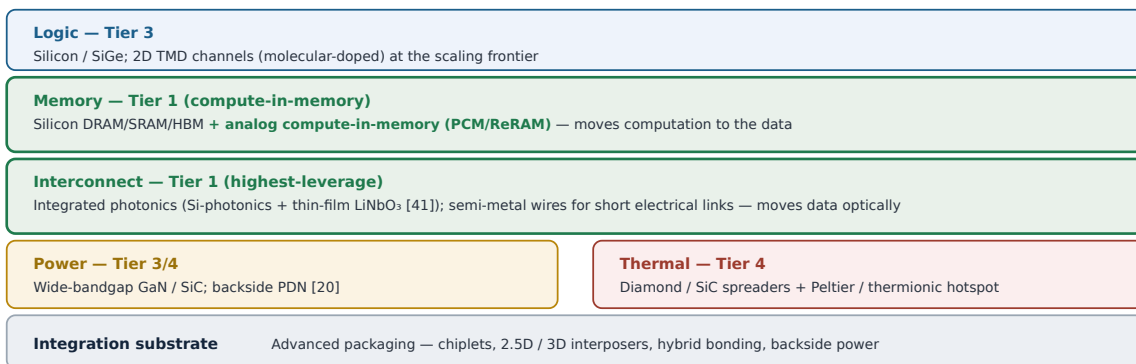 Logic — Tier 3
Silicon / SiGe; 2D TMD channels (molecular-doped) at the scaling frontier
Memory — Tier 1 (compute-in-memory)
Silicon DRAM/SRAM/HBM + analog compute-in-memory (PCM/ReRAM) — moves computation to the data
Interconnect — Tier 1 (highest-leverage)
Integrated photonics (Si-photonics + thin-film LiNbO₃ [41]); semi-metal wires for short electrical links — moves data optically
Power — Tier 3/4
Wide-bandgap GaN / SiC; backside PDN [20]
Thermal — Tier 4
Diamond / SiC spreaders + Peltier / thermionic hotspot
Integration substrate Advanced packaging — chiplets, 2.5D / 3D interposers, hybrid bonding, backside power